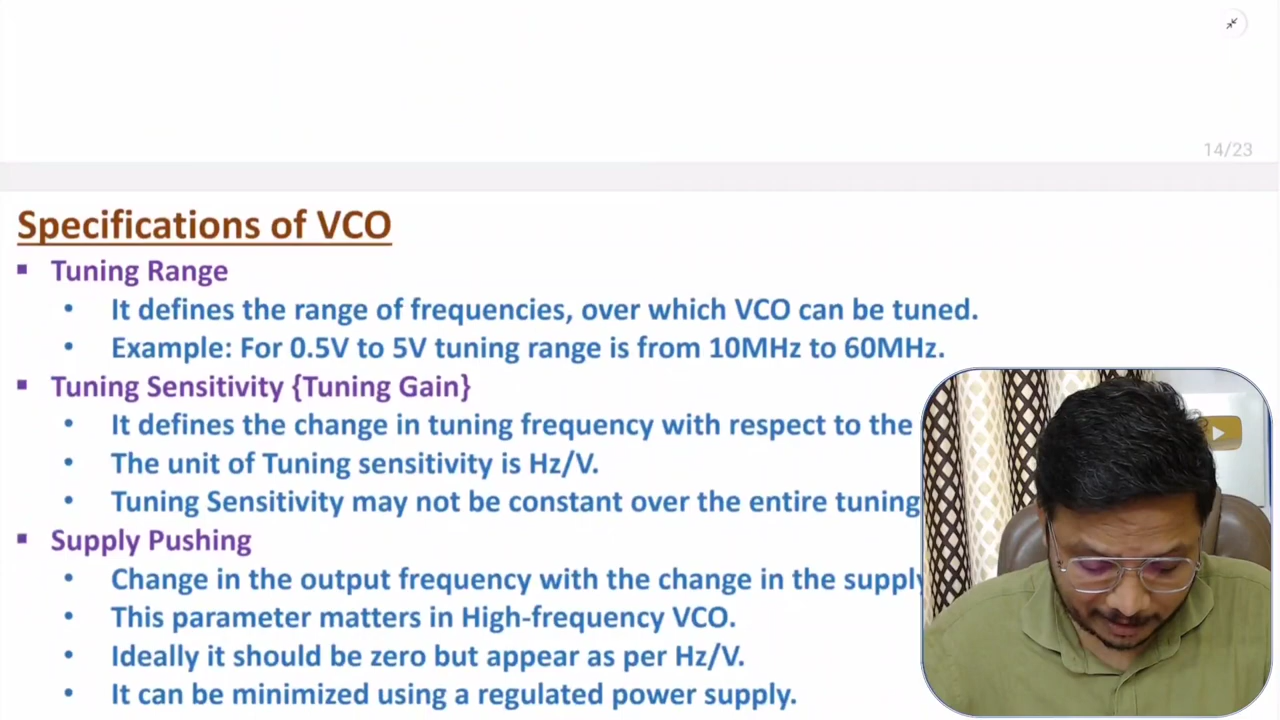 14/23
Specifications of VCO
▪ Tuning Range
• It defines the range of frequencies, over which VCO can be tuned.
• Example: For 0.5V to 5V tuning range is from 10MHz to 60MHz.
▪ Tuning Sensitivity {Tuning Gain}
• It defines the change in tuning frequency with respect to the
• The unit of Tuning sensitivity is Hz/V.
• Tuning Sensitivity may not be constant over the entire tuning
▪ Supply Pushing
• Change in the output frequency with the change in the supply
• This parameter matters in High-frequency VCO.
• Ideally it should be zero but appear as per Hz/V.
• It can be minimized using a regulated power supply.